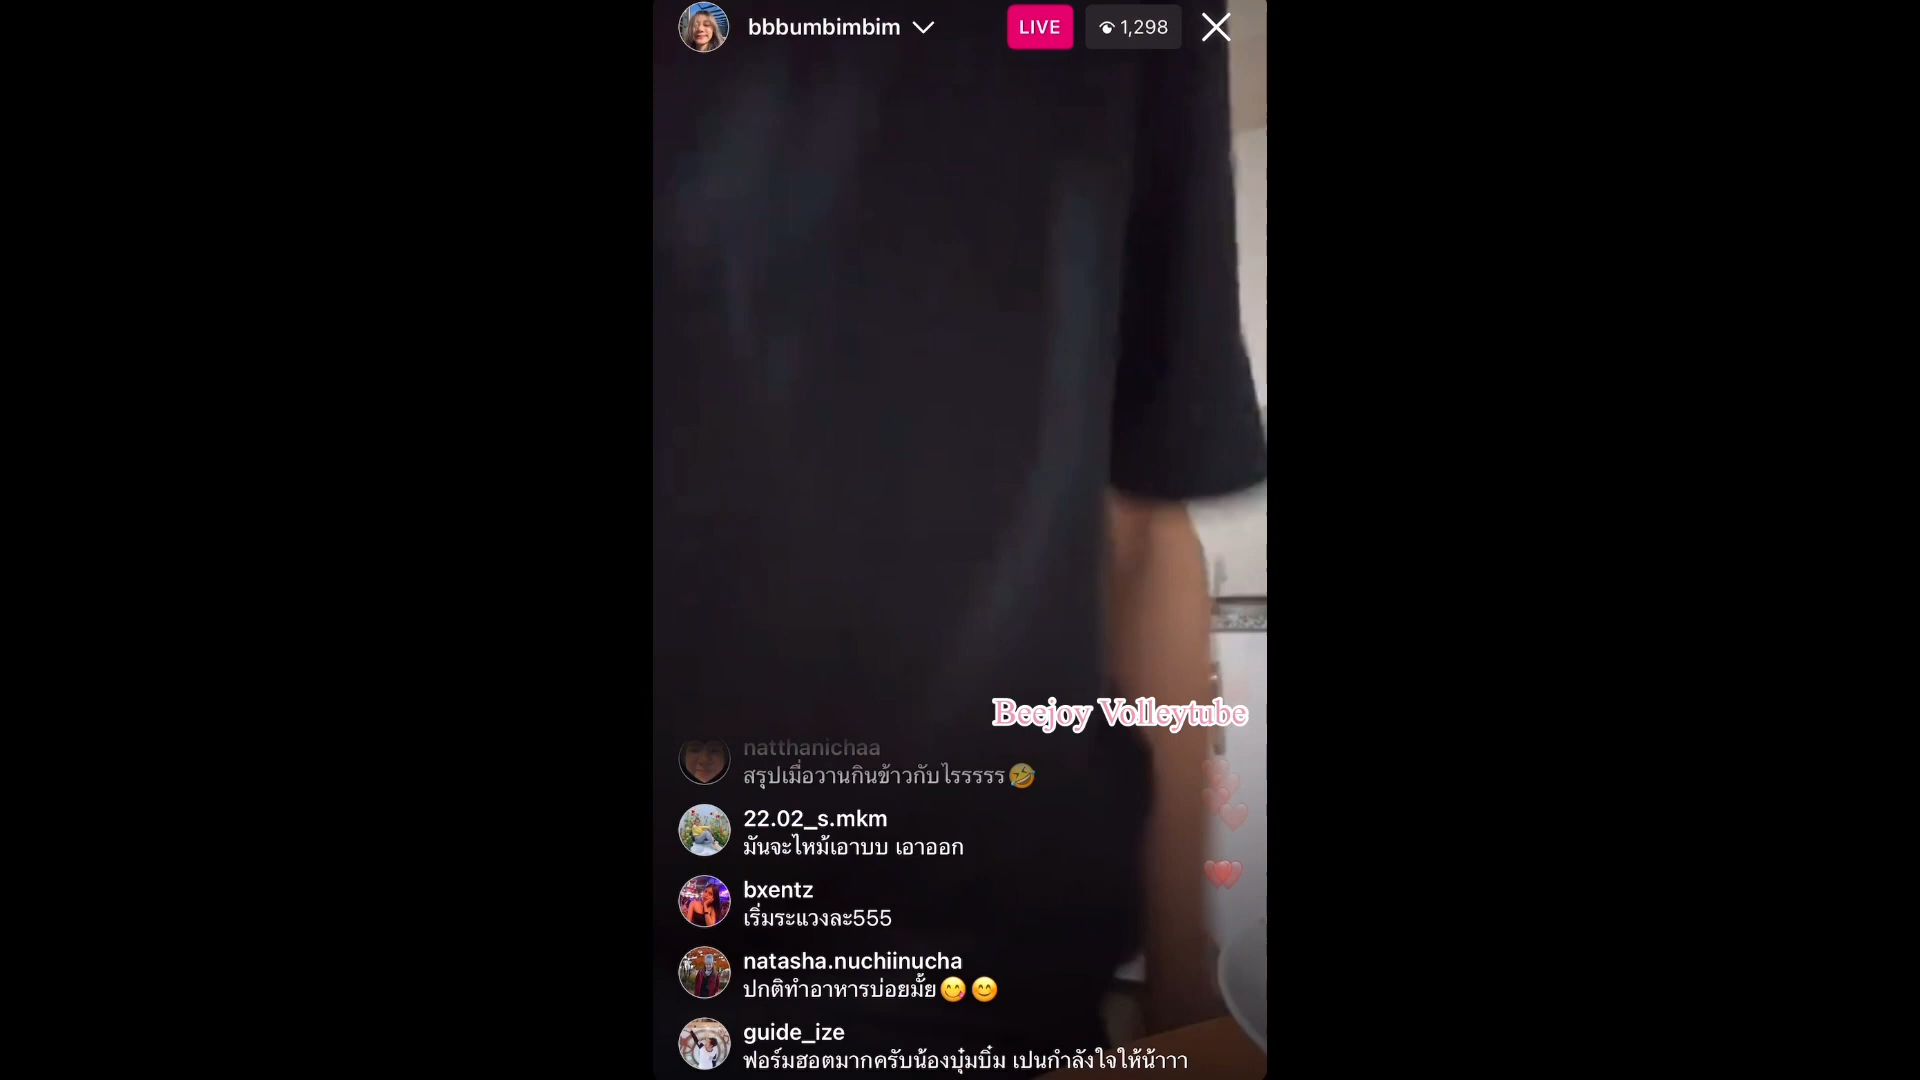 bbbumbimbim
LIVE
1,298
Beejoy Volleytube
natthanichaa
สรุปเมื่อวานกินข้าวกับไรรรรร🤣
22.02_s.mkm
มันจะไหม้เอาบบ เอาออก
bxentz
เริ่มระแวงละ555
natasha.nuchiinucha
ปกติทำอาหารบ่อยมั้ย😋😊
guide_ize
ฟอร์มฮอตมากครับน้องบุ๋มบิ๋ม เปนกำลังใจให้น้าาา